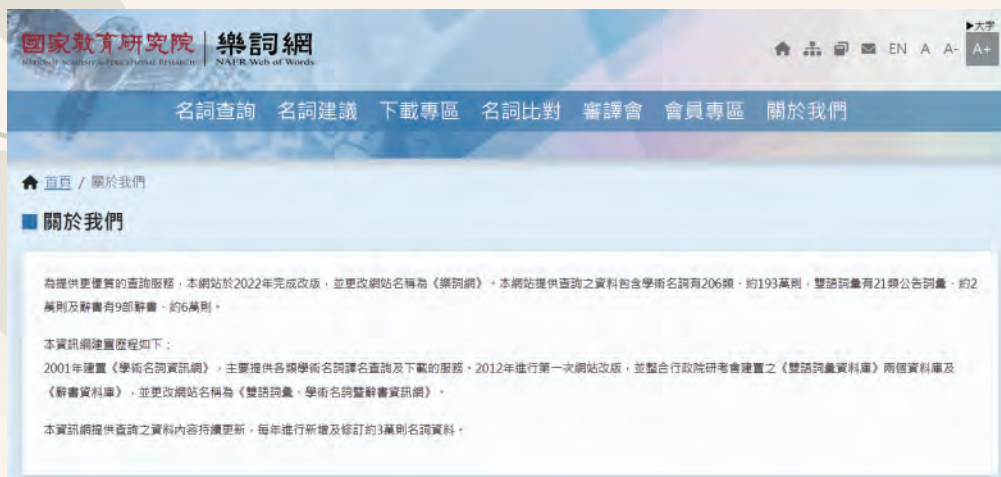 ▶大字
國家教育研究院 樂詞網
NATIONAL ACADEMY for EDUCATIONAL RESEARCH NAER Web of Words
EN A A- A+
名詞查詢 名詞建議 下載專區 名詞比對 審譯會 會員專區 關於我們
首頁 / 關於我們
關於我們
為提供更優質的查詢服務,本網站於2022年完成改版,並更改網站名稱為《樂詞網》。本網站提供查詢之資料包含學術名詞有206類、約193萬則,雙語詞彙有21類公告詞彙、約2
萬則及辭書有9部辭書、約6萬則。
本資訊網建置歷程如下:
2001年建置《學術名詞資訊網》,主要提供各類學術名詞譯名查詢及下載的服務。2012年進行第一次網站改版,並整合行政院研考會建置之《雙語詞彙資料庫》兩個資料庫及
《辭書資料庫》,並更改網站名稱為《雙語詞彙、學術名詞暨辭書資訊網》。
本資訊網提供查詢之資料內容持續更新,每年進行新增及修訂約3萬則名詞資料。